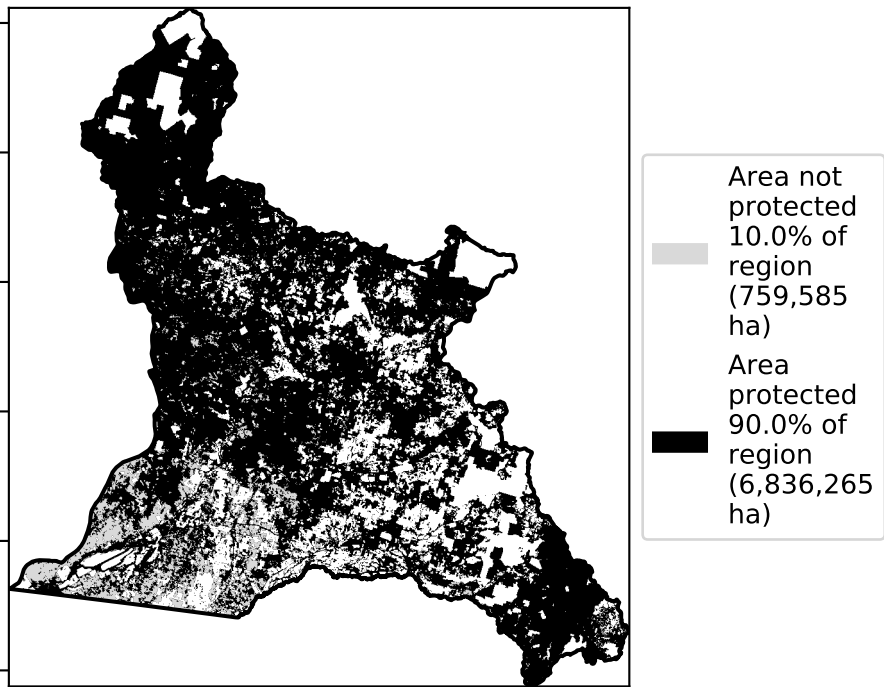 Area not
protected
10.0% of
region
(759,585
ha)
Area
protected
90.0% of
region
(6,836,265
ha)